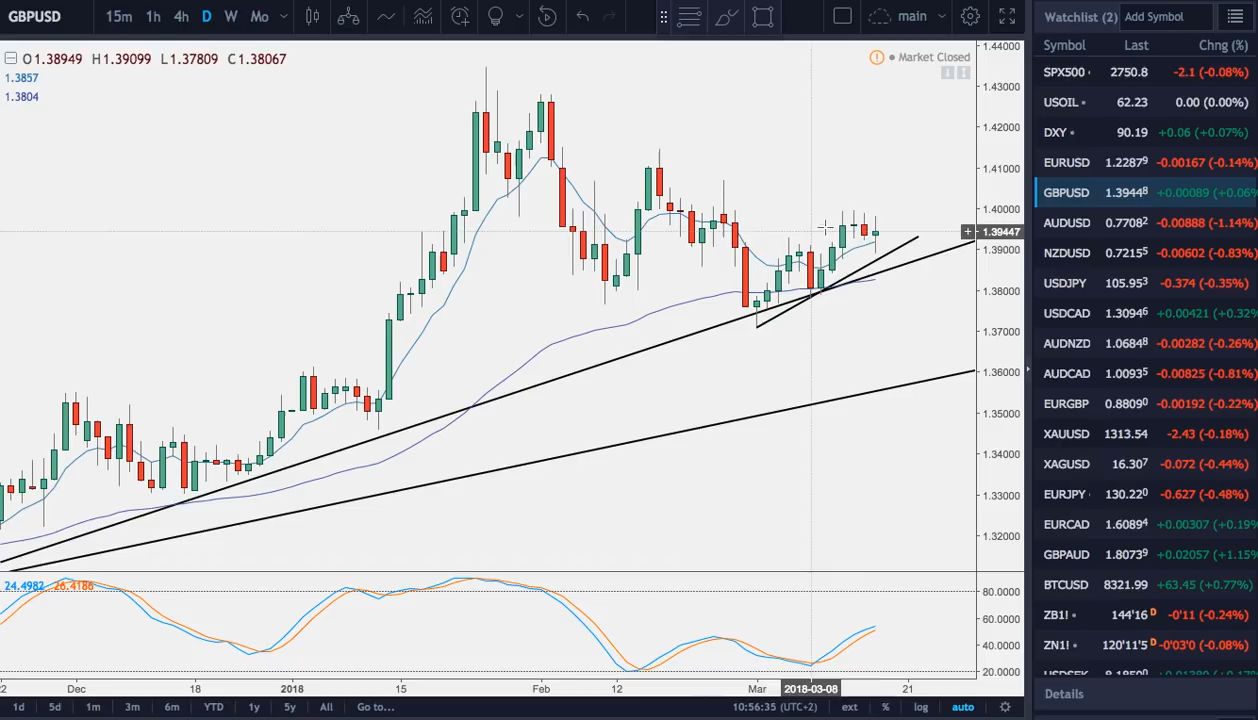 GBPUSD 15m 1h 4h D W Mo main Watchlist (2) Add Symbol
O1.38949 H1.39099 L1.37809 C1.38067
1.3857
1.3804
Market Closed
1.44000
1.43000
1.42000
1.41000
1.40000
1.39447
1.39000
1.38000
1.37000
1.36000
1.35000
1.34000
1.33000
1.32000
24.4982 26.4186
80.0000
60.0000
40.0000
20.0000
Dec 18 2018 15 Feb 12 Mar 2018-03-08 21
1d 5d 1m 3m 6m YTD 1y 5y All Go to... 10:56:35 (UTC+2) ext % log auto
Symbol Last Chng (%)
SPX500 2750.8 -2.1 (-0.08%)
USOIL 62.23 0.00 (0.00%)
DXY 90.19 +0.06 (+0.07%)
EURUSD 1.22879 -0.00167 (-0.14%)
GBPUSD 1.39448 +0.00089 (+0.06%
AUDUSD 0.77082 -0.00888 (-1.14%)
NZDUSD 0.72155 -0.00602 (-0.83%)
USDJPY 105.953 -0.374 (-0.35%)
USDCAD 1.30946 +0.00421 (+0.32%
AUDNZD 1.06848 -0.00282 (-0.26%)
AUDCAD 1.00935 -0.00825 (-0.81%)
EURGBP 0.88090 -0.00192 (-0.22%)
XAUUSD 1313.54 -2.43 (-0.18%)
XAGUSD 16.307 -0.072 (-0.44%)
EURJPY 130.220 -0.627 (-0.48%)
EURCAD 1.60894 +0.00307 (+0.19%
GBPAUD 1.80739 +0.02057 (+1.15%
BTCUSD 8321.99 +63.45 (+0.77%)
ZB1! 144'16 D -0'11 (-0.24%)
ZN1! 120'11'5 D -0'03'0 (-0.08%)
Details